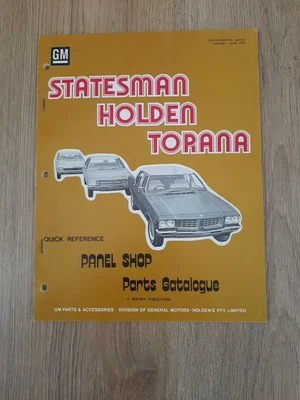 GM
STATESMAN
HOLDEN
TORANA
QUICK REFERENCE
PANEL SHOP
Parts Catalogue
GM PARTS & ACCESSORIES DIVISION OF GENERAL MOTORS-HOLDEN'S PTY. LIMITED